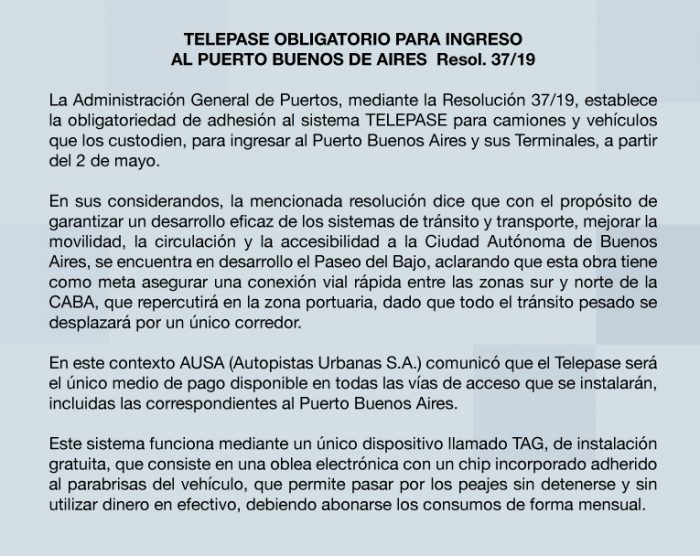 TELEPASE OBLIGATORIO PARA INGRESO
AL PUERTO BUENOS DE AIRES Resol. 37/19
La Administración General de Puertos, mediante la Resolución 37/19, establece
la obligatoriedad de adhesión al sistema TELEPASE para camiones y vehículos
que los custodien, para ingresar al Puerto Buenos Aires y sus Terminales, a partir
del 2 de mayo.
En sus considerandos, la mencionada resolución dice que con el propósito de
garantizar un desarrollo eficaz de los sistemas de tránsito y transporte, mejorar la
movilidad, la circulación y la accesibilidad a la Ciudad Autónoma de Buenos
Aires, se encuentra en desarrollo el Paseo del Bajo, aclarando que esta obra tiene
como meta asegurar una conexión vial rápida entre las zonas sur y norte de la
CABA, que repercutirá en la zona portuaria, dado que todo el tránsito pesado se
desplazará por un único corredor.
En este contexto AUSA (Autopistas Urbanas S.A.) comunicó que el Telepase será
el único medio de pago disponible en todas las vías de acceso que se instalarán,
incluidas las correspondientes al Puerto Buenos Aires.
Este sistema funciona mediante un único dispositivo llamado TAG, de instalación
gratuita, que consiste en una oblea electrónica con un chip incorporado adherido
al parabrisas del vehículo, que permite pasar por los peajes sin detenerse y sin
utilizar dinero en efectivo, debiendo abonarse los consumos de forma mensual.